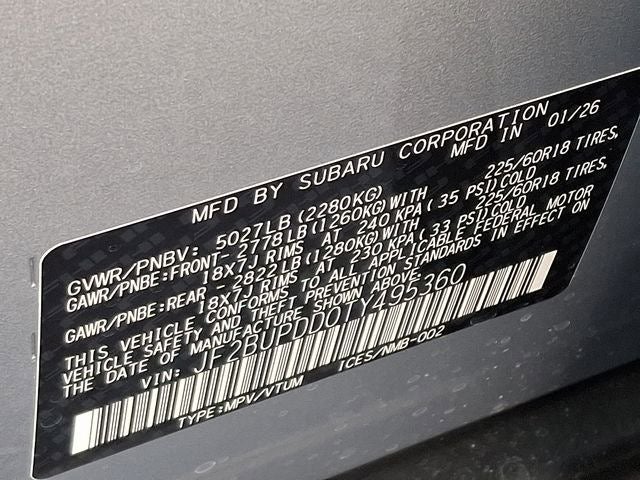 MFD BY SUBARU CORPORATION
MFD IN 01/26
GVWR/PNBV: 5027LB(2280KG)
GAWR/PNBE:FRONT-2778LB(1260KG)WITH 225/60R18 TIRES,
18X7J RIMS AT 240 KPA(35 PSI)COLD
GAWR/PNBE:REAR -2822LB(1280KG)WITH 225/60R18 TIRES,
18X7J RIMS AT 230 KPA(33 PSI)COLD
THIS VEHICLE CONFORMS TO ALL APPLICABLE FEDERAL MOTOR
VEHICLE SAFETY AND THEFT PREVENTION STANDARDS IN EFFECT ON
THE DATE OF MANUFACTURE SHOWN ABOVE.
VIN: JF2BUPDD0TY495360
TYPE:MPV/VTUM ICES/NMB-002